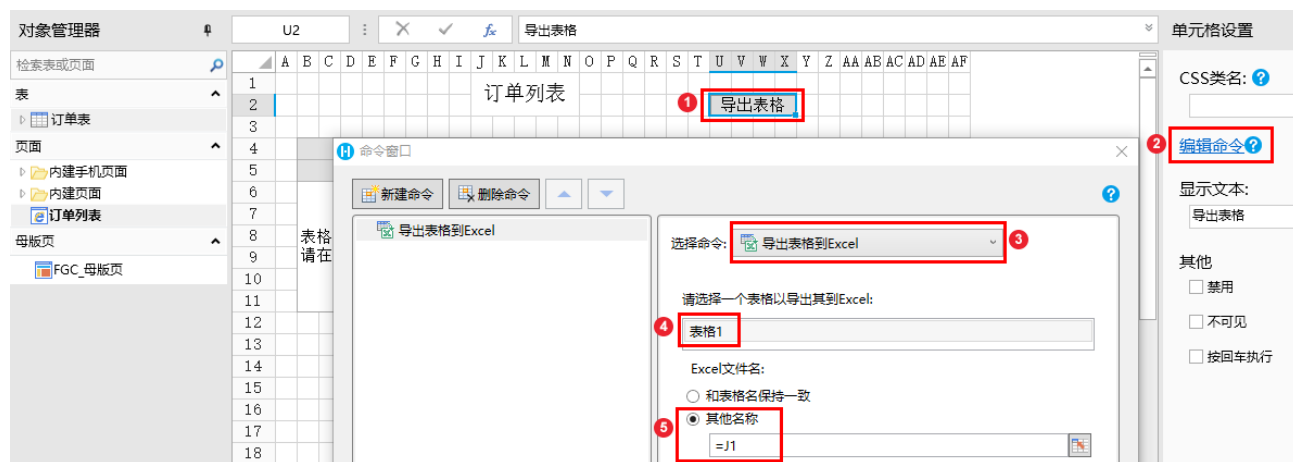 对象管理器
U2
fx
导出表格
单元格设置
检索表或页面
A B C D E F G H I J K L M N O P Q R S T U V W X Y Z AA AB AC AD AE AF
CSS类名:
表
1
订单列表
1
导出表格
2
订单表
3
页面
4
命令窗口
2
编辑命令
内建手机页面
5
内建页面
6
新建命令
删除命令
显示文本:
订单列表
7
导出表格到Excel
导出表格
母版页
8
表格
选择命令:
导出表格到Excel
3
9
请在
其他
FGC_母版页
10
禁用
11
请选择一个表格以导出其到Excel:
12
4
表格1
不可见
13
14
Excel文件名:
按回车执行
15
和表格名保持一致
16
5
其他名称
17
=J1
18